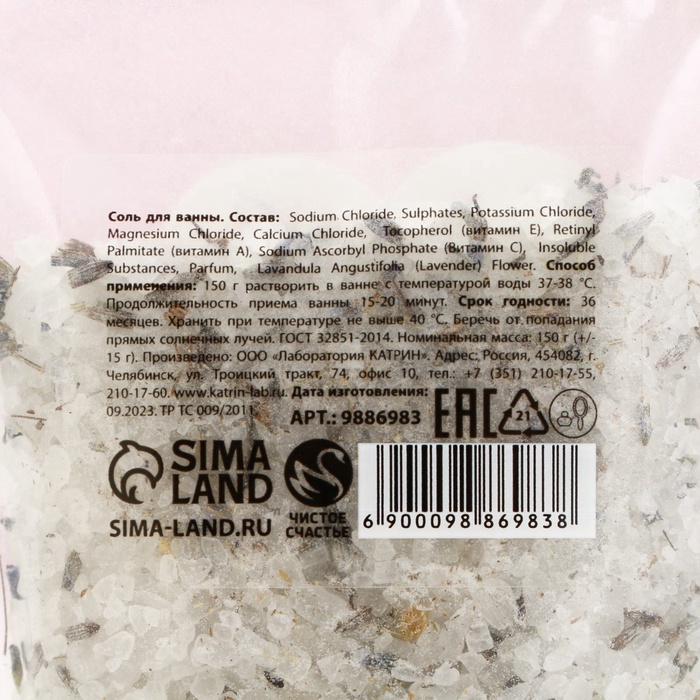 Соль для ванны. Состав: Sodium Chloride, Sulphates, Potassium Chloride,
Magnesium Chloride, Calcium Chloride, Tocopherol (витамин Е), Retinyl
Palmitate (витамин А), Sodium Ascorbyl Phosphate (Витамин С), Insoluble
Substances, Parfum, Lavandula Angustifolia (Lavender) Flower. Способ
применения: 150 г растворить в ванне с температурой воды 37-38 °С.
Продолжительность приема ванны 15-20 минут. Срок годности: 36
месяцев. Хранить при температуре не выше 40 °С. Беречь от попадания
прямых солнечных лучей. ГОСТ 32851-2014. Номинальная масса: 150 г (+/-
15 г). Произведено: ООО «Лаборатория КАТРИН». Адрес: Россия, 454082, г.
Челябинск, ул. Троицкий тракт, 74, офис 10, тел.: +7 (351) 210-17-55,
210-17-60. www.katrin-lab.ru. Дата изготовления:
09.2023. ТР ТС 009/2011.
АРТ.: 9886983
ЕАС
21
SIMA
LAND
SIMA-LAND.RU
ЧИСТОЕ
СЧАСТЬЕ
6 900098 869838